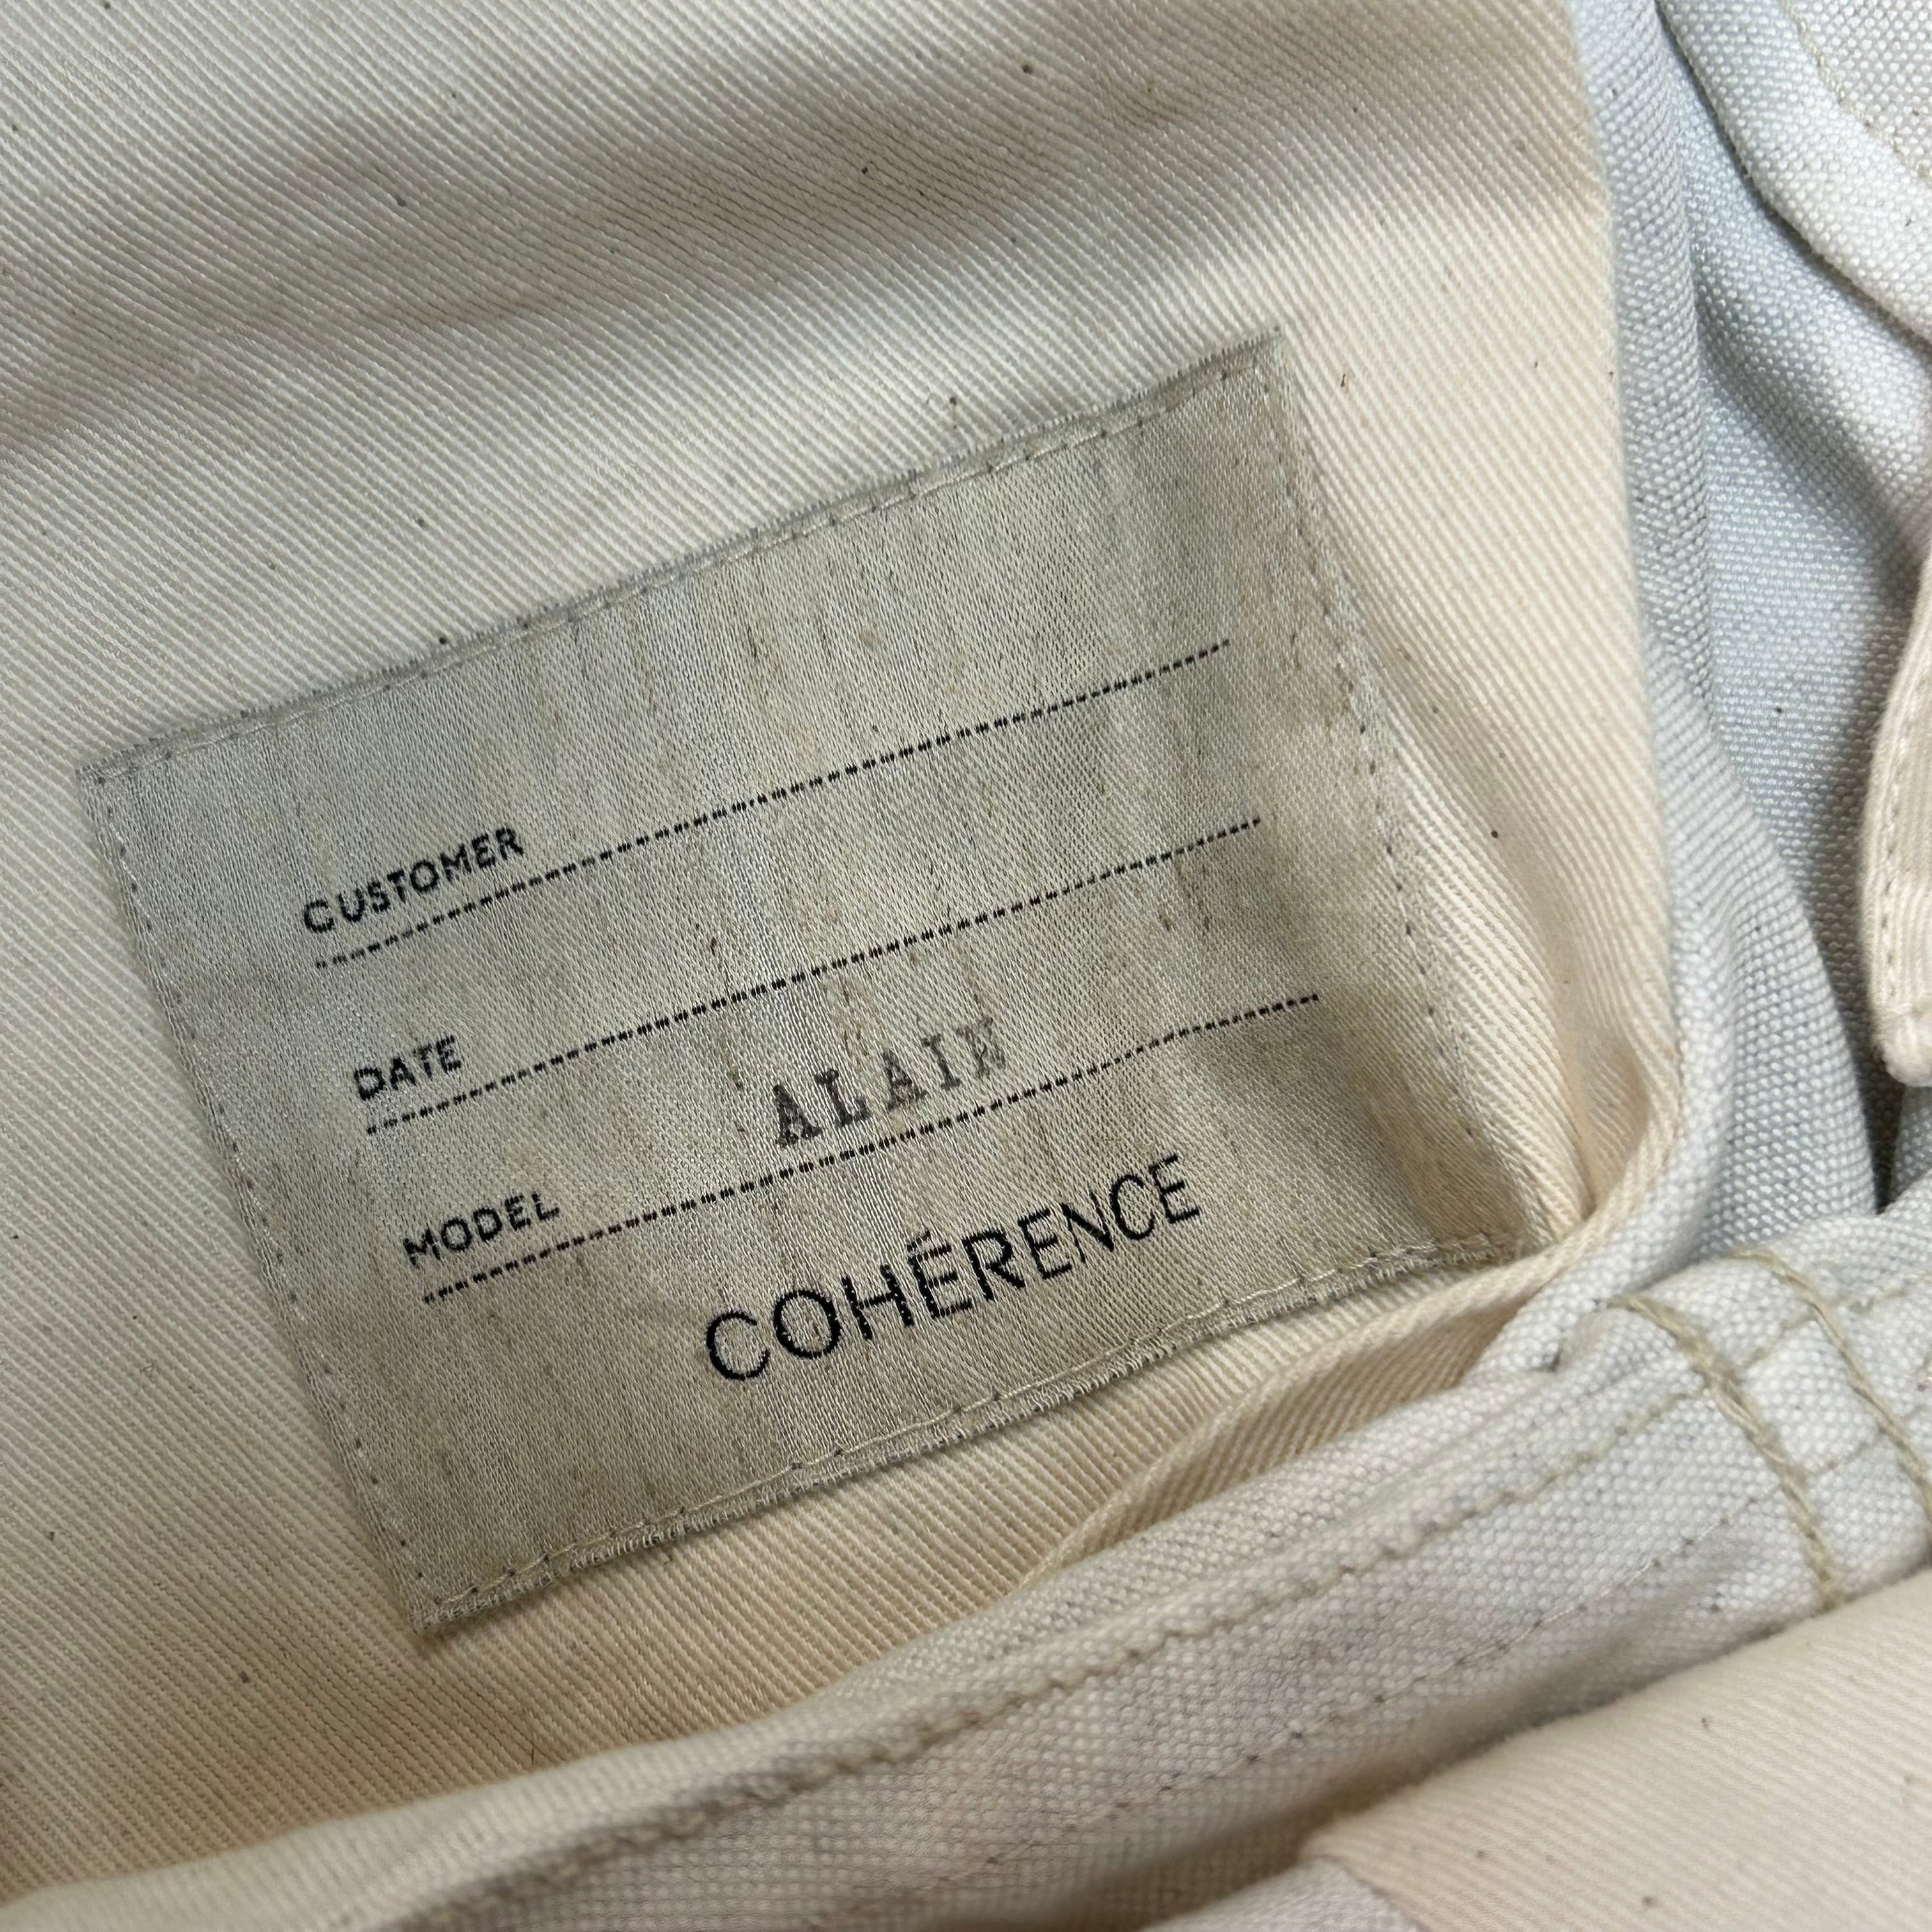 CUSTOMER
DATE
MODEL ALAIN
COHÉRENCE